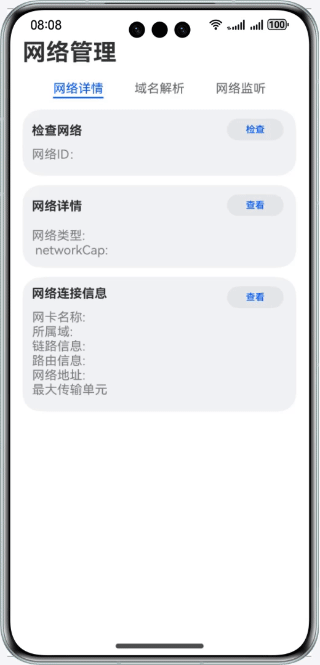 08:08
100
网络管理
网络详情
域名解析
网络监听
检查网络
检查
网络ID:
网络详情
查看
网络类型:
networkCap:
网络连接信息
查看
网卡名称:
所属域:
链路信息:
路由信息:
网络地址:
最大传输单元